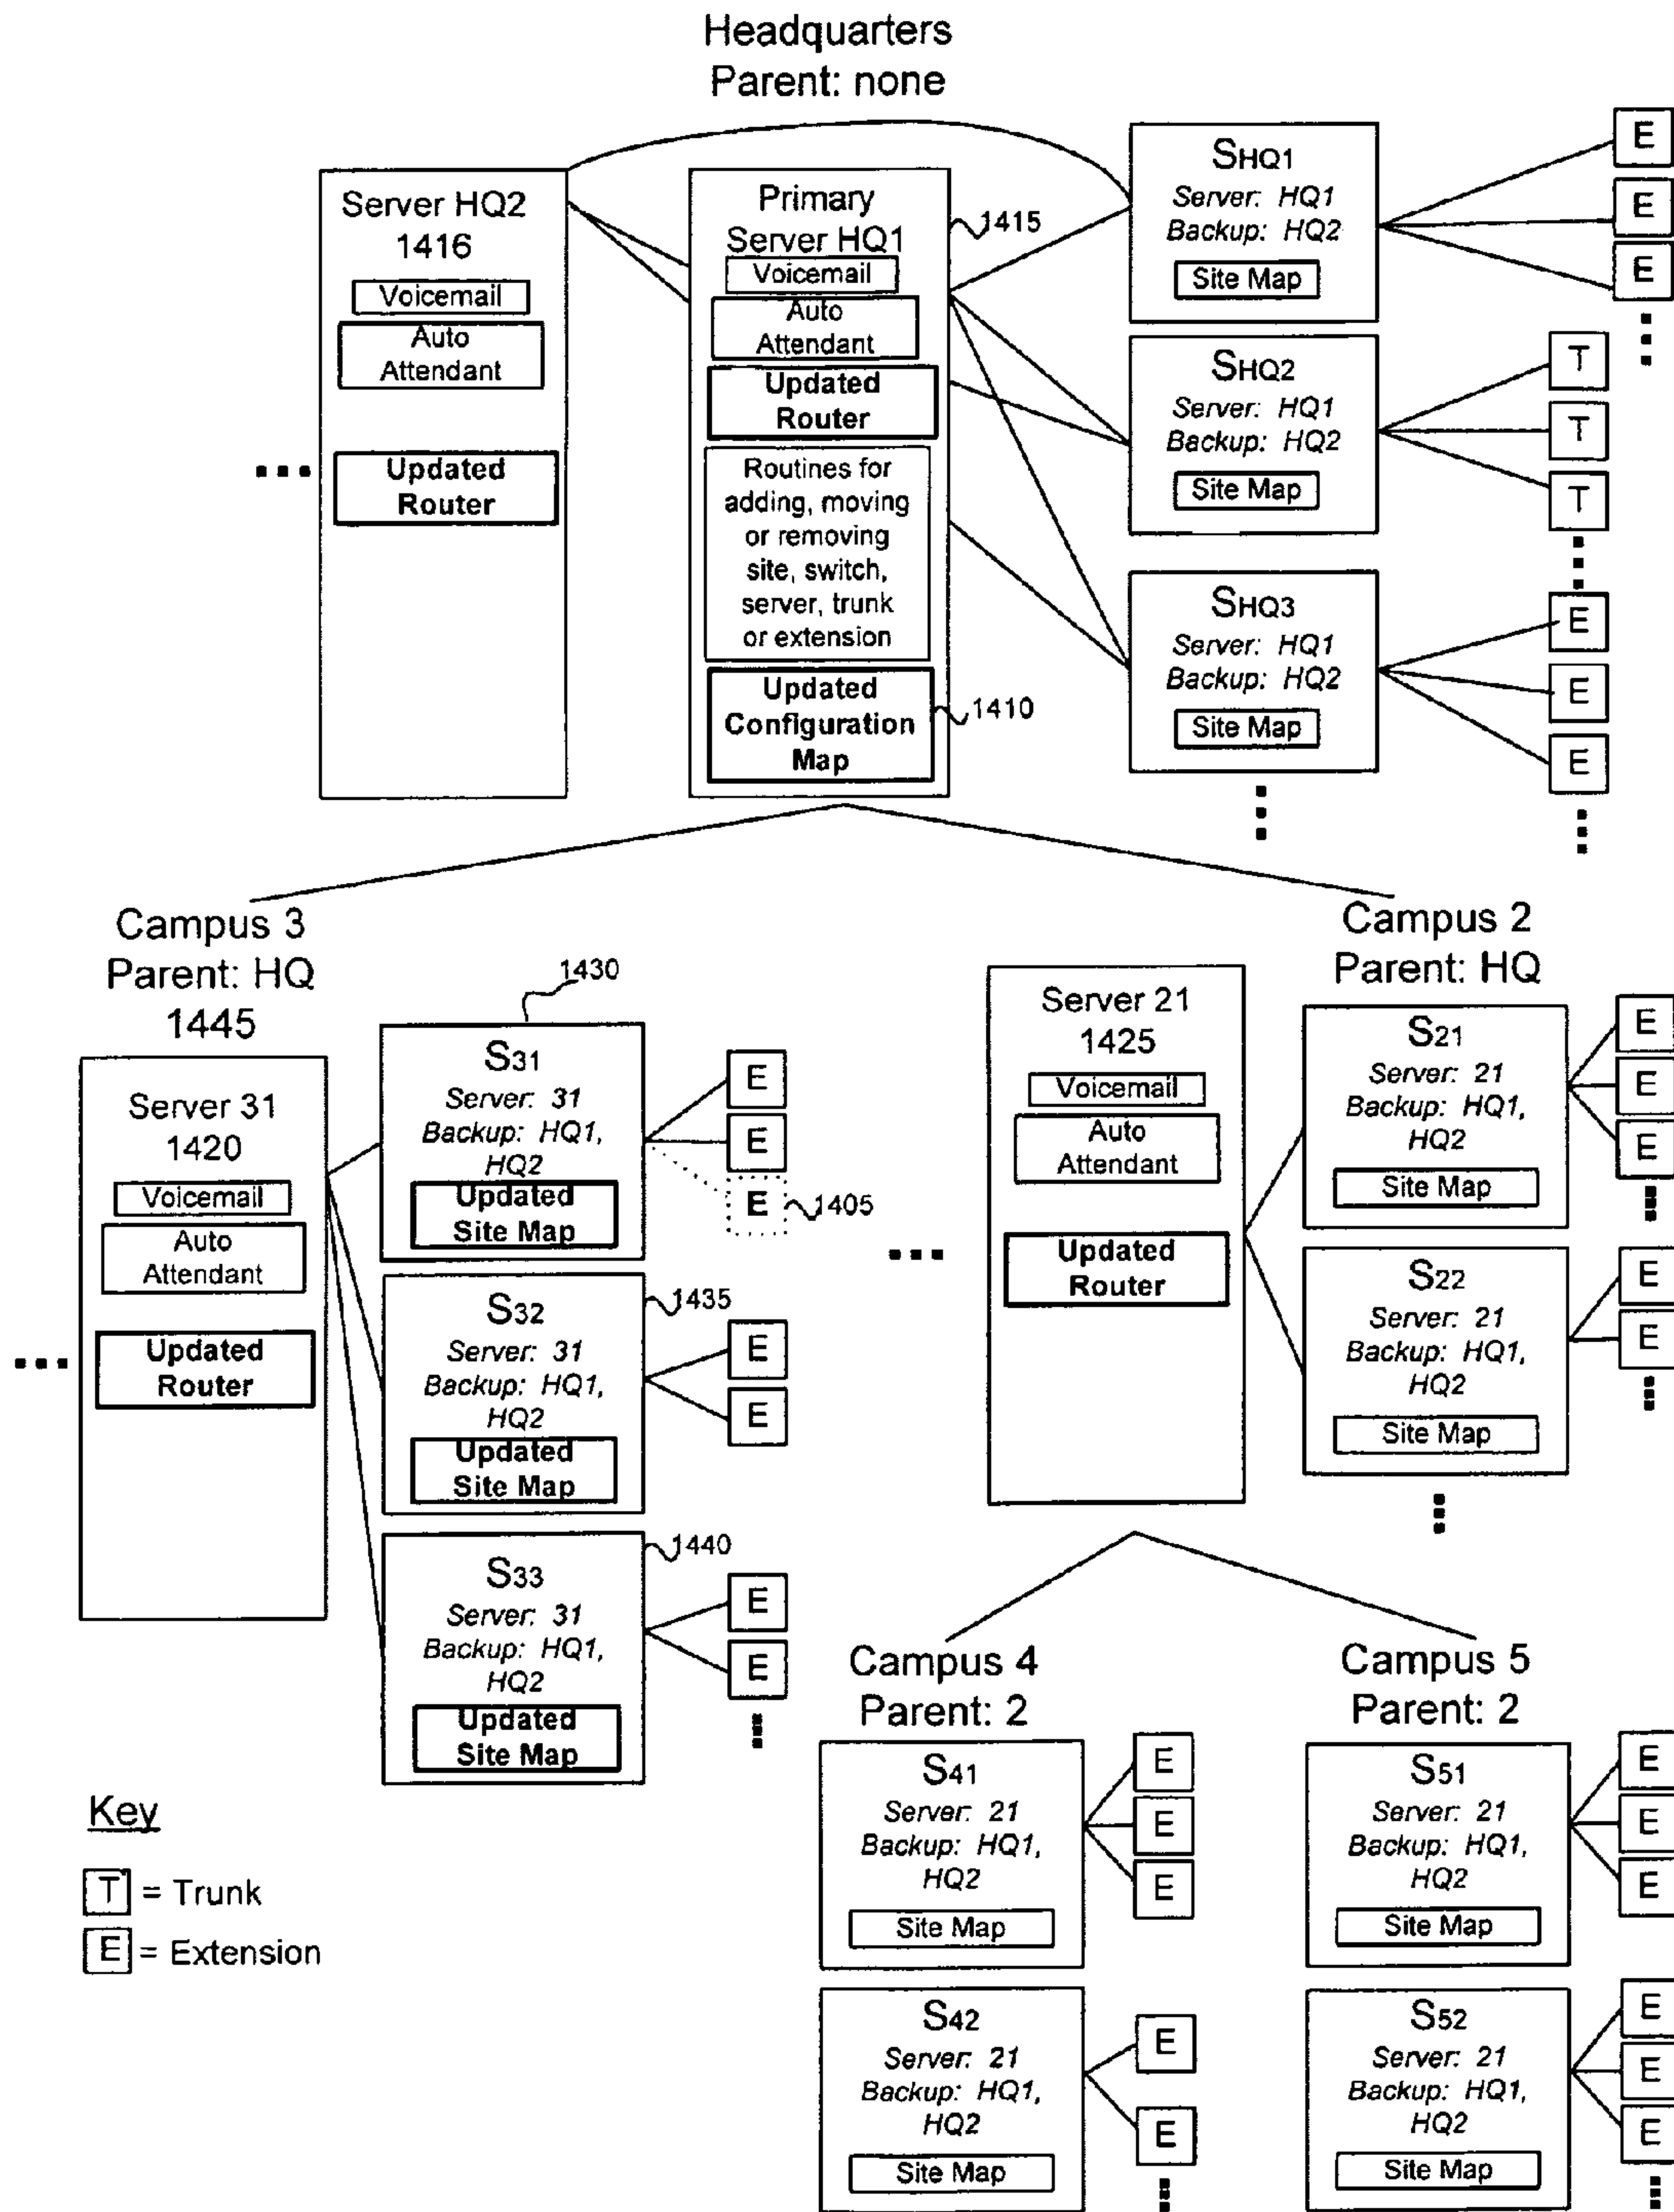 Headquarters
Parent: none
Server HQ2
1416
Voicemail
Auto
Attendant
Updated
Router
Primary
Server HQ1
1415
Voicemail
Auto
Attendant
Updated
Router
Routines for
adding, moving
or removing
site, switch,
server, trunk
or extension
Updated
Configuration
Map
1410
SHQ1
Server: HQ1
Backup: HQ2
Site Map
E
E
E
SHQ2
Server: HQ1
Backup: HQ2
Site Map
T
T
T
SHQ3
Server: HQ1
Backup: HQ2
Site Map
E
E
E
Campus 3
Parent: HQ
1445
Server 31
1420
Voicemail
Auto
Attendant
Updated
Router
1430
S31
Server: 31
Backup: HQ1,
HQ2
Updated
Site Map
E
E
E
1405
S32
1435
Server: 31
Backup: HQ1,
HQ2
Updated
Site Map
E
E
S33
1440
Server: 31
Backup: HQ1,
HQ2
Updated
Site Map
E
E
Campus 2
Parent: HQ
Server 21
1425
Voicemail
Auto
Attendant
Updated
Router
S21
Server: 21
Backup: HQ1,
HQ2
Site Map
E
E
E
S22
Server: 21
Backup: HQ1,
HQ2
Site Map
E
E
Campus 4
Parent: 2
S41
Server: 21
Backup: HQ1,
HQ2
Site Map
E
E
E
S42
Server: 21
Backup: HQ1,
HQ2
Site Map
E
E
Campus 5
Parent: 2
S51
Server: 21
Backup: HQ1,
HQ2
Site Map
E
E
E
S52
Server: 21
Backup: HQ1,
HQ2
Site Map
E
E
E
Key
T = Trunk
E = Extension